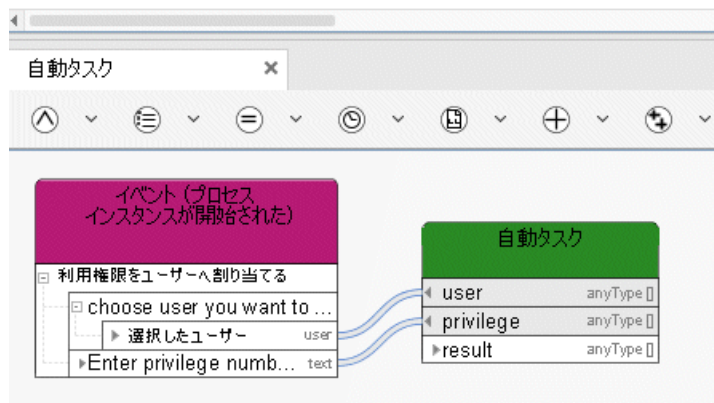 自動タスク
イベント (プロセス
インスタンスが開始された)
利用権限をユーザーへ割り当てる
choose user you want to ...
選択したユーザー user
Enter privilege numb... text
自動タスク
user anyType []
privilege anyType []
result anyType []